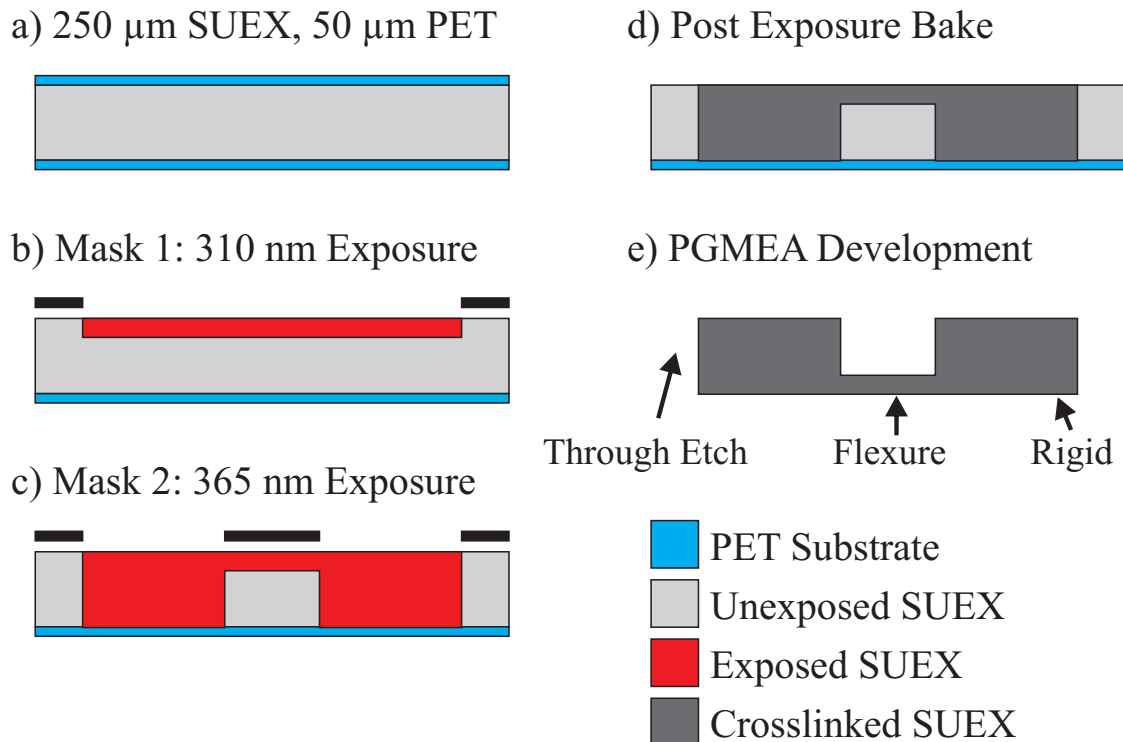 a) 250 µm SUEX, 50 µm PET
b) Mask 1: 310 nm Exposure
c) Mask 2: 365 nm Exposure
d) Post Exposure Bake
e) PGMEA Development
Through Etch
Flexure
Rigid
PET Substrate
Unexposed SUEX
Exposed SUEX
Crosslinked SUEX